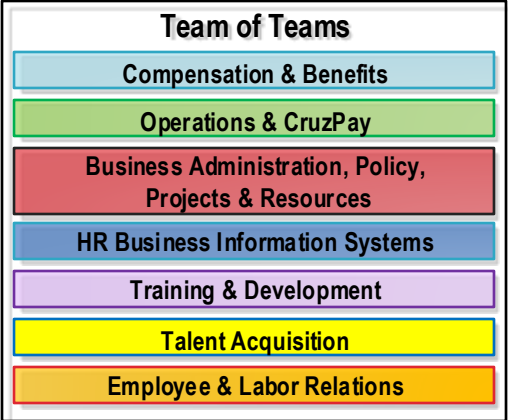 Team of Teams
Compensation & Benefits
Operations & CruzPay
Business Administration, Policy,
Projects & Resources
HR Business Information Systems
Training & Development
Talent Acquisition
Employee & Labor Relations